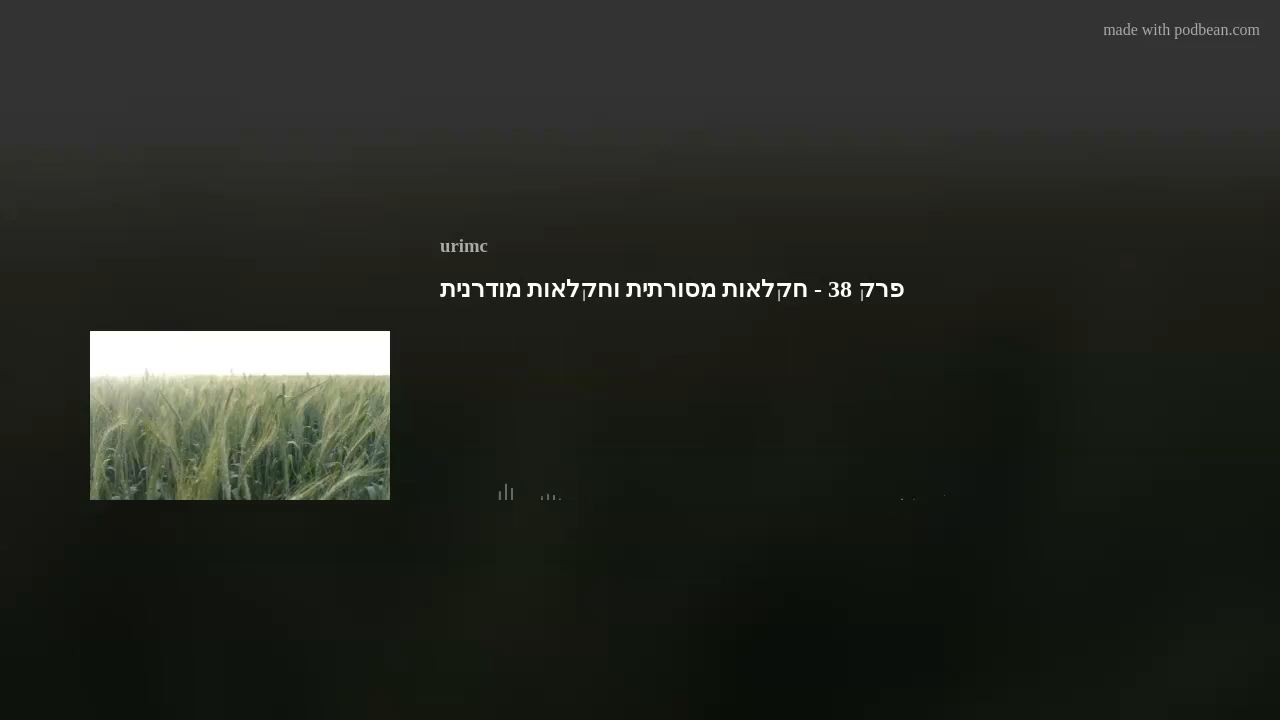 made with podbean.com
urimc
פרק 38 - חקלאות מסורתית וחקלאות מודרנית